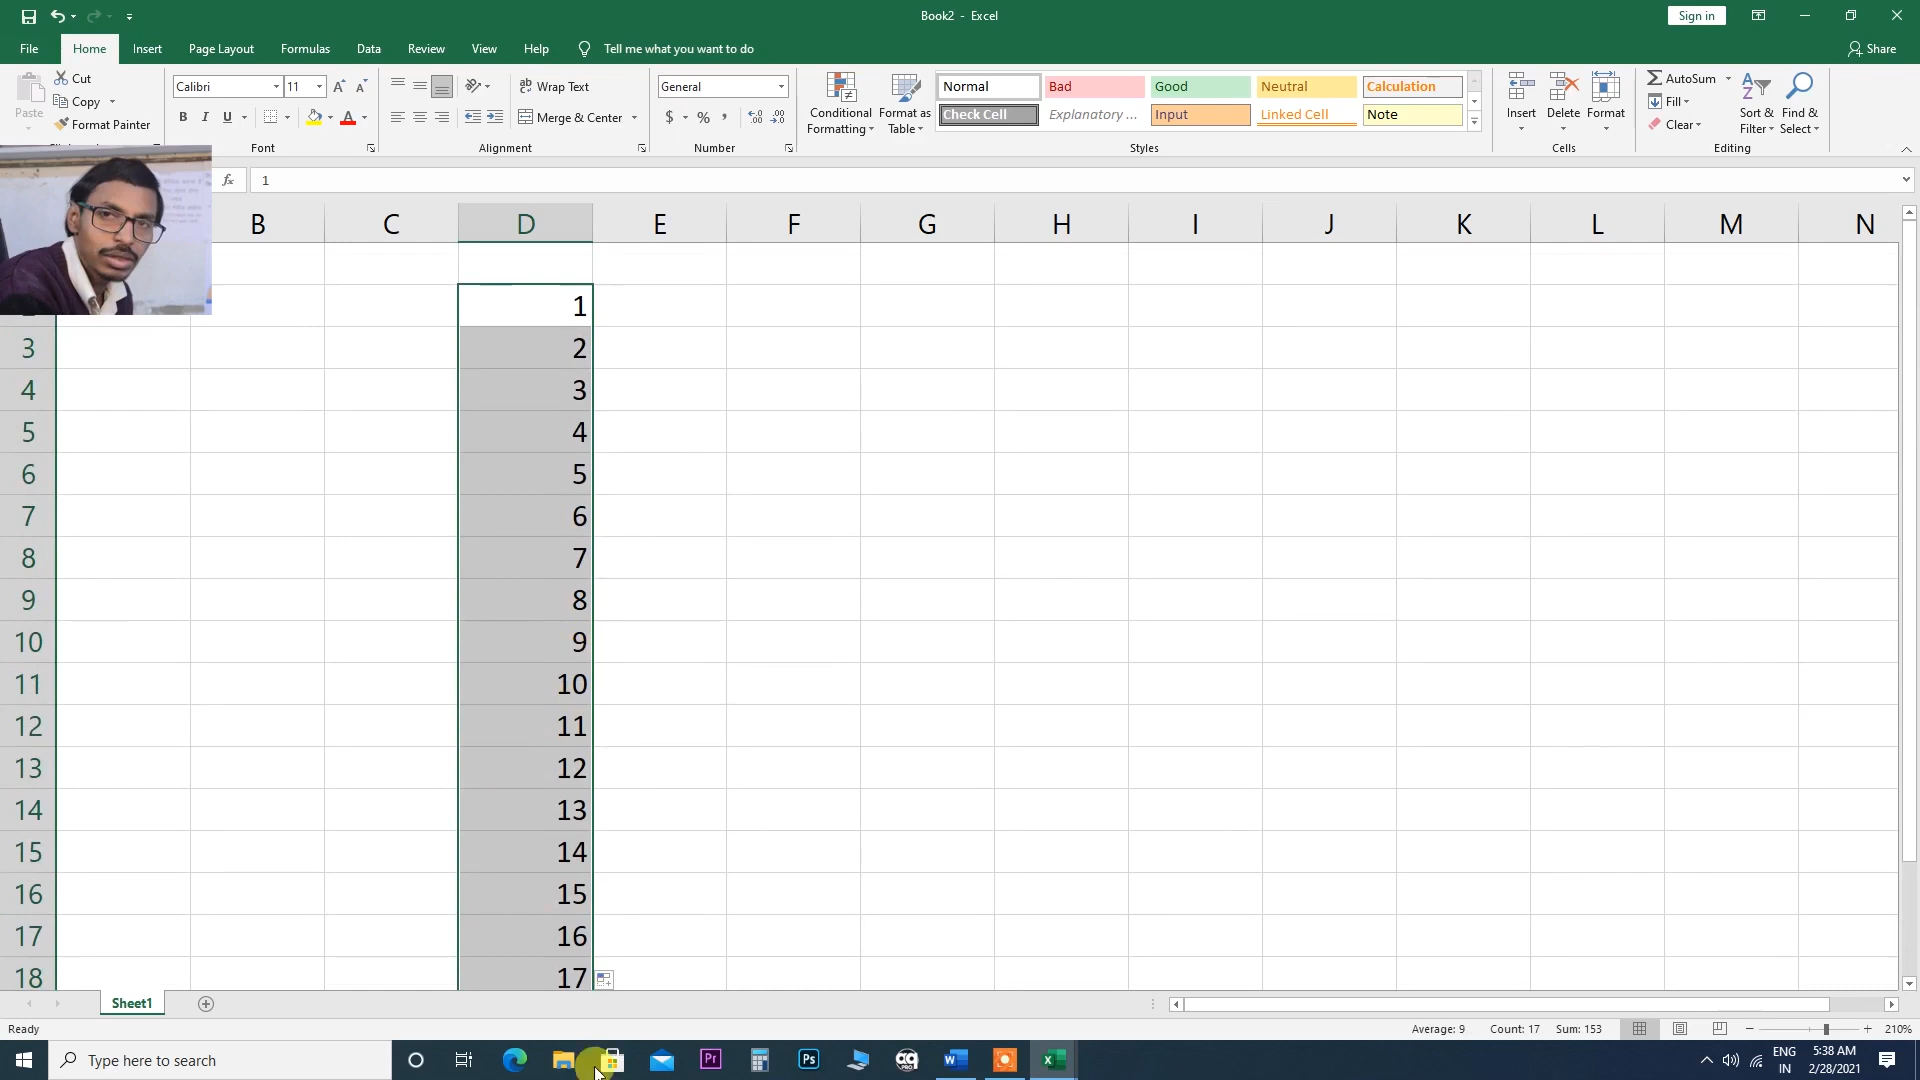 Book2 - Excel
Sign in
File Home Insert Page Layout Formulas Data Review View Help Tell me what you want to do Share
Cut
Copy
Format Painter
Paste
Calibri 11
B I U
Font
Wrap Text
Merge & Center
Alignment
General
$ % ,
Number
Conditional Formatting
Format as Table
Normal Bad Good Neutral Calculation
Check Cell Explanatory ... Input Linked Cell Note
Styles
Insert Delete Format
Cells
AutoSum
Fill
Clear
Sort & Filter
Find & Select
Editing
fx 1
B C D E F G H I J K L M N
1
3 2
4 3
5 4
6 5
7 6
8 7
9 8
10 9
11 10
12 11
13 12
14 13
15 14
16 15
17 16
18 17
Sheet1
Ready Average: 9 Count: 17 Sum: 153 210%
Type here to search
Pr Ps
ENG
IN
5:38 AM
2/28/2021